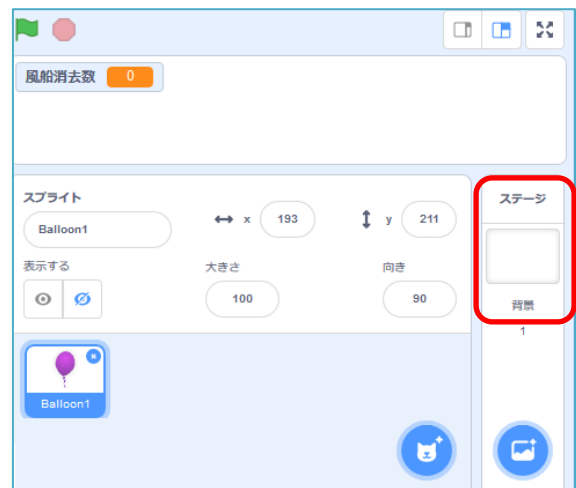 風船消去数 0
スプライト
Balloon1
x 193
y 211
表示する
大きさ
100
向き
90
Balloon1
ステージ
背景
1